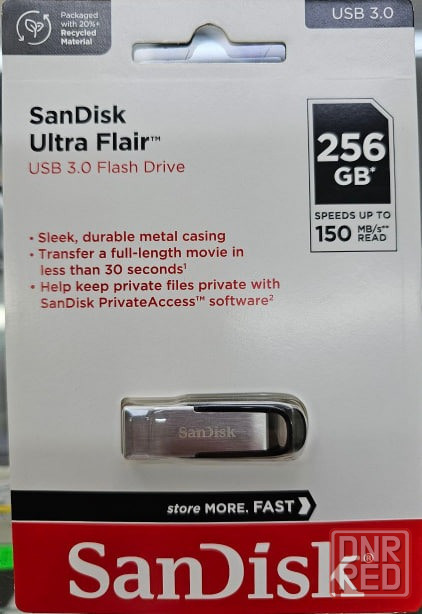 Packaged
with 20%+
Recycled
Material
USB 3.0
SanDisk
Ultra Flair™
USB 3.0 Flash Drive
256
GB*
SPEEDS UP TO
150 MB/s**
READ
• Sleek, durable metal casing
• Transfer a full-length movie in
less than 30 seconds¹
• Help keep private files private with
SanDisk PrivateAccess™ software²
SanDisk
store MORE. FAST
SanDisk®
DNR
RED